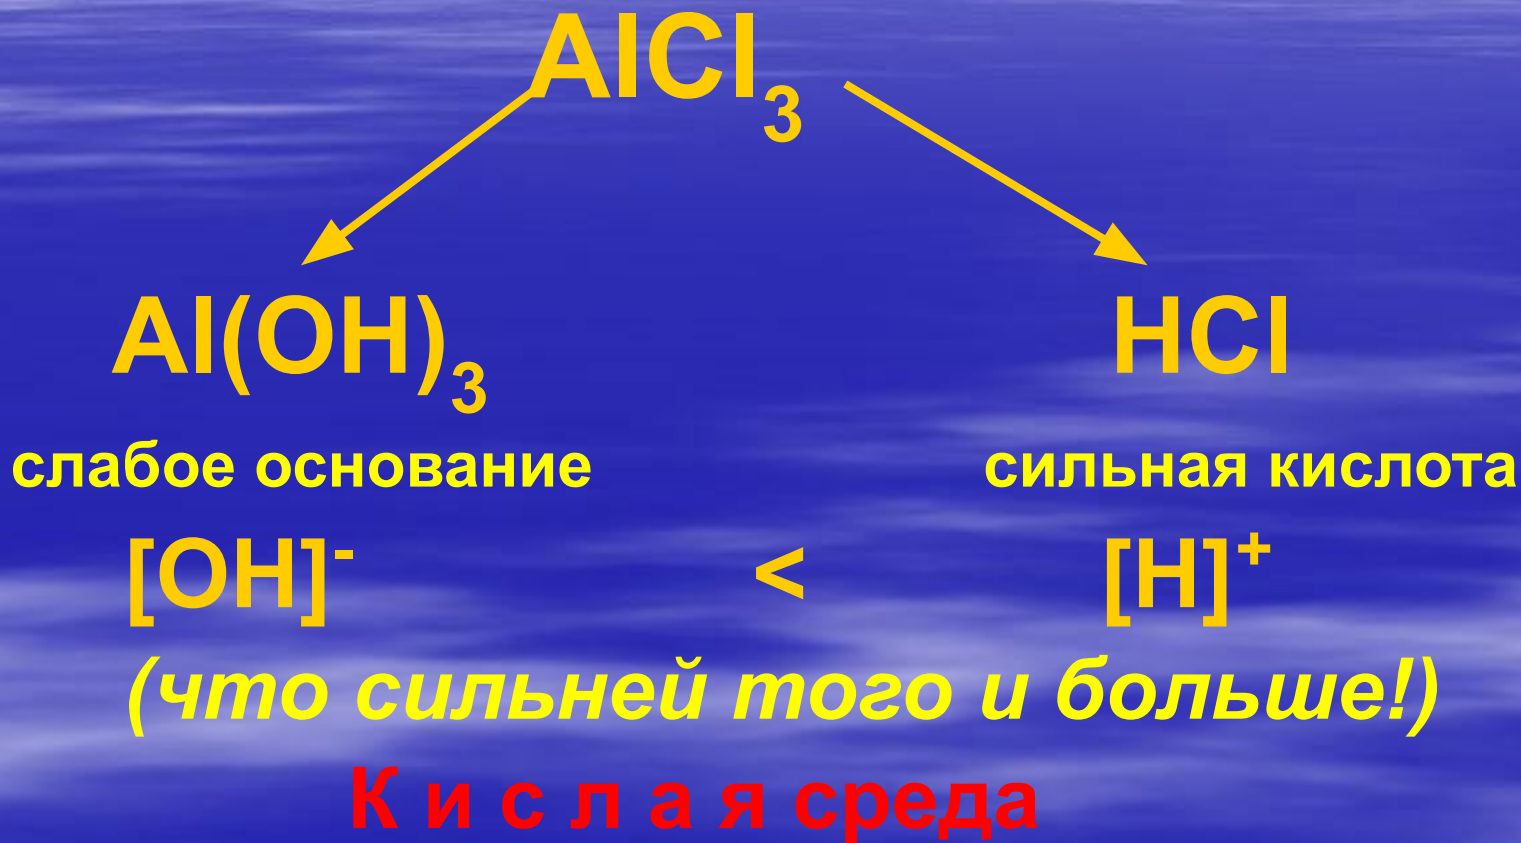 AlCl₃
Al(OH)₃ HCl
слабое основание сильная кислота
[OH]⁻ < [H]⁺
(что сильней того и больше!)
К и с л а я среда